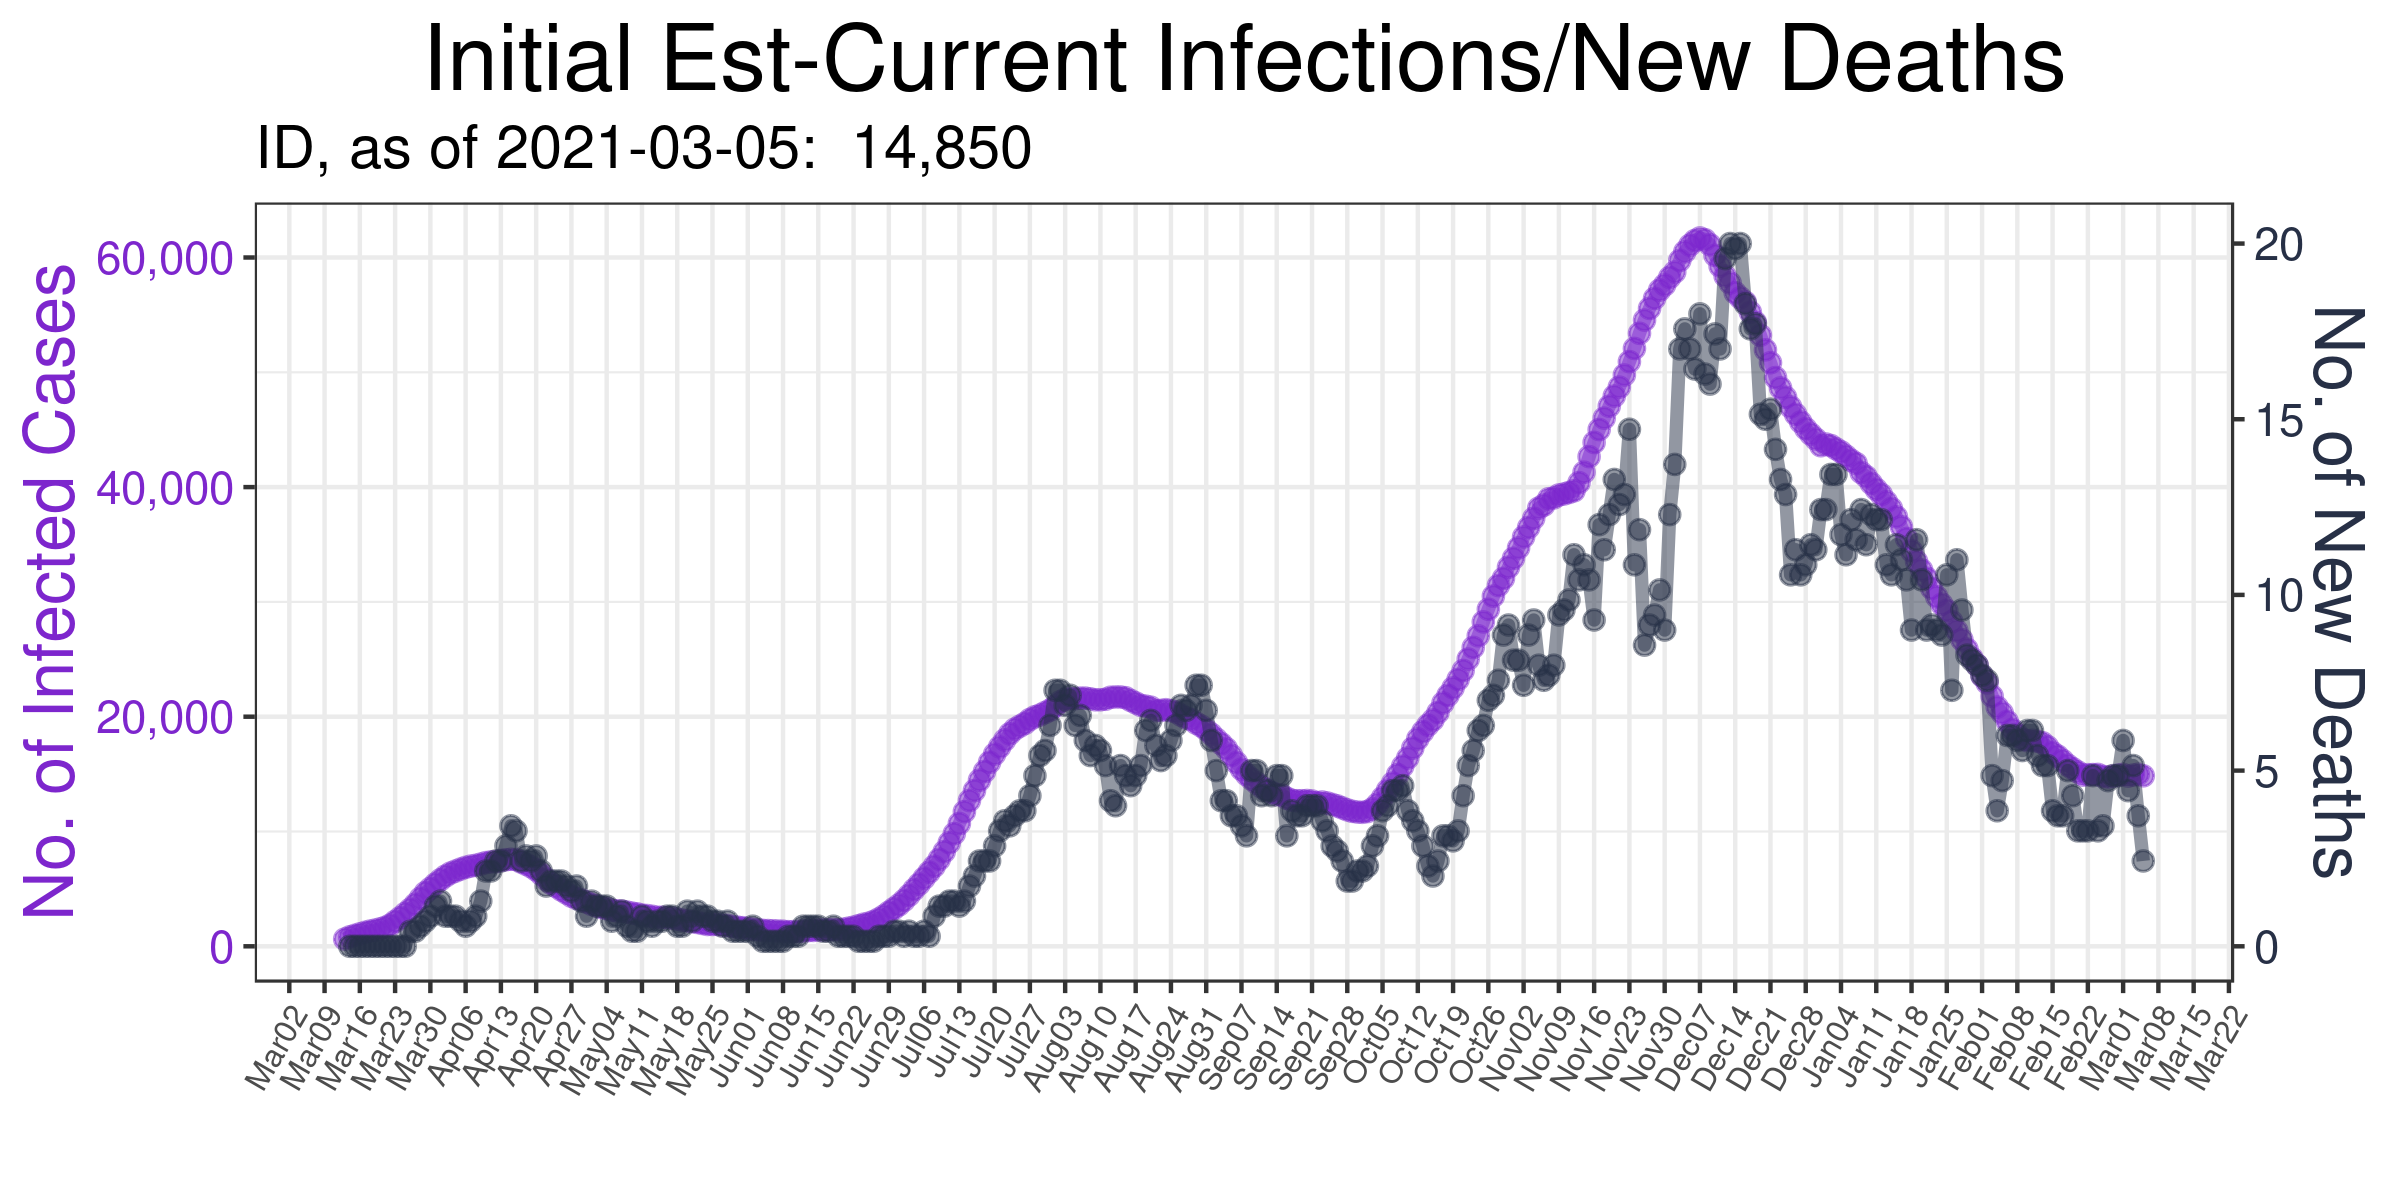 Initial Est-Current Infections/New Deaths
ID, as of 2021-03-05:  14,850
No. of Infected Cases
60,000
40,000
20,000
0
20
15
10
5
0
No. of New Deaths
Mar02
Mar09
Mar16
Mar23
Mar30
Apr06
Apr13
Apr20
Apr27
May04
May11
May18
May25
Jun01
Jun08
Jun15
Jun22
Jun29
Jul06
Jul13
Jul20
Jul27
Aug03
Aug10
Aug17
Aug24
Aug31
Sep07
Sep14
Sep21
Sep28
Oct05
Oct12
Oct19
Oct26
Nov02
Nov09
Nov16
Nov23
Nov30
Dec07
Dec14
Dec21
Dec28
Dec04
Jan11
Jan18
Jan25
Feb01
Feb08
Feb15
Feb22
Mar01
Mar08
Mar15
Mar22